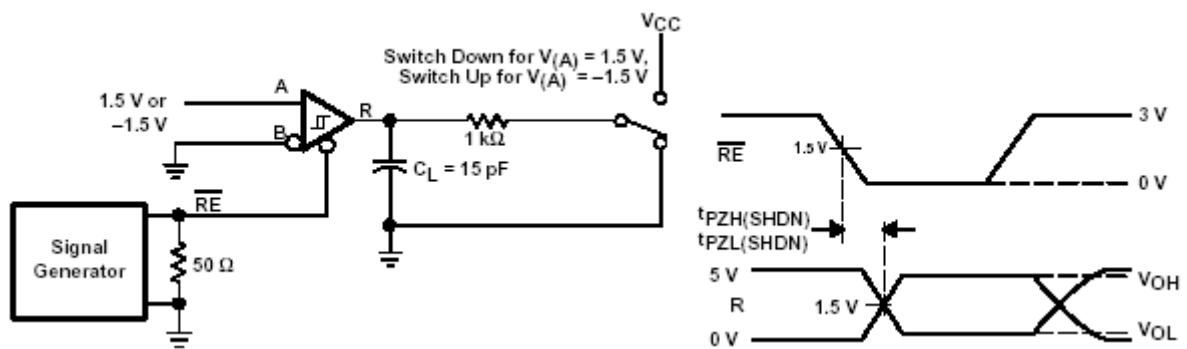 VCC
Switch Down for V(A) = 1.5 V,
Switch Up for V(A) = –1.5 V
1.5 V or
–1.5 V
A
B
R
1 kΩ
CL = 15 pF
RE
Signal
Generator
50 Ω
RE
1.5 V
3 V
0 V
tPZH(SHDN)
tPZL(SHDN)
5 V
R
0 V
1.5 V
VOH
VOL